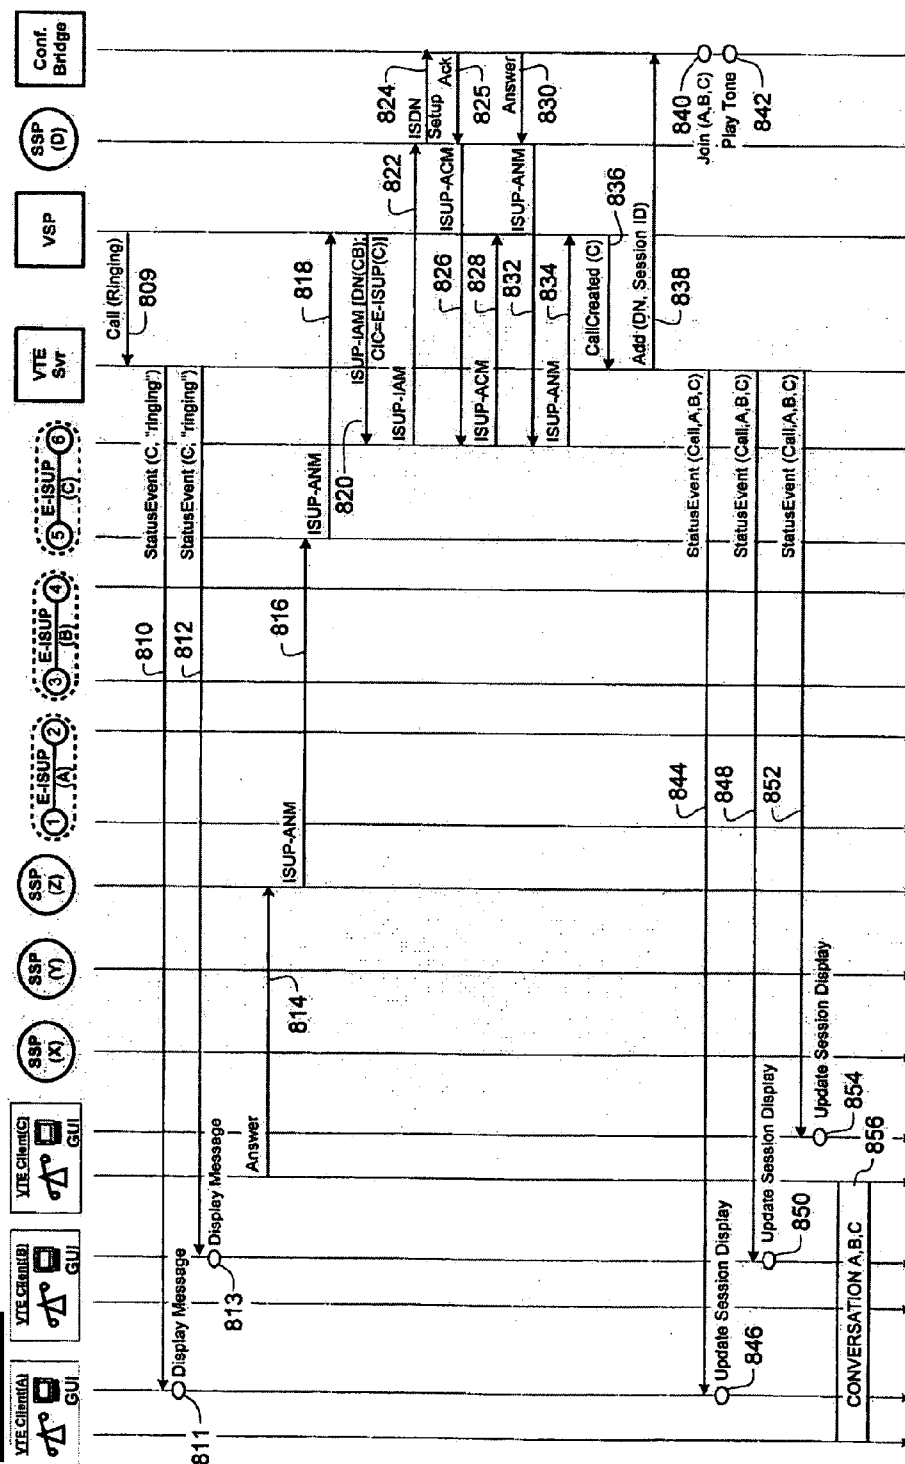 VTE Client(A)
GUI
VTE Client(B)
GUI
VTE Client(C)
GUI
SSP
(X)
SSP
(Y)
SSP
(Z)
1 E-ISUP 2
(A)
3 E-ISUP 4
(B)
5 E-ISUP 6
(C)
VTE
Svr
VSP
SSP
(D)
Conf.
Bridge
Call (Ringing)
809
StatusEvent (C, "ringing")
810
Display Message
811
StatusEvent (C, "ringing")
812
Display Message
813
Answer
814
ISUP-ANM
816
ISUP-ANM
818
ISUP-IAM [DN(CB);
CIC=E-ISUP(C)]
820
ISUP-IAM
822
ISDN
Setup
824
Ack
825
ISUP-ACM
826
ISUP-ACM
828
Answer
830
ISUP-ANM
832
ISUP-ANM
834
CallCreated (C)
836
Add (DN, Session ID)
838
Join (A,B,C)
840
Play Tone
842
StatusEvent (Call,A,B,C)
844
Update Session Display
846
StatusEvent (Call,A,B,C)
848
Update Session Display
850
StatusEvent (Call,A,B,C)
852
Update Session Display
854
CONVERSATION A,B,C
856